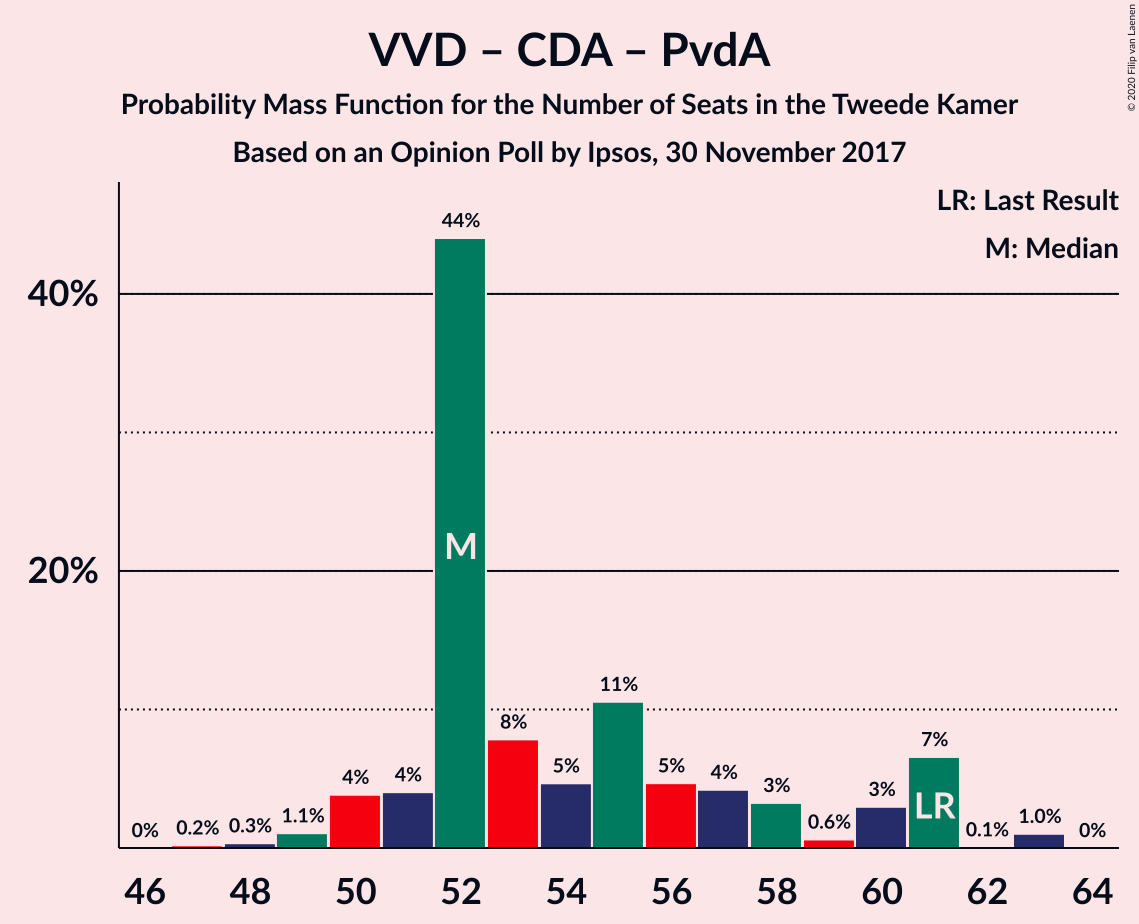 VVD – CDA – PvdA
Probability Mass Function for the Number of Seats in the Tweede Kamer
Based on an Opinion Poll by Ipsos, 30 November 2017
© 2020 Filip van Laenen
LR: Last Result
M: Median
40%
20%
0%
0.2%
0.3%
1.1%
4%
4%
44%
8%
5%
11%
5%
4%
3%
0.6%
3%
7%
0.1%
1.0%
0%
M
LR
46 48 50 52 54 56 58 60 62 64